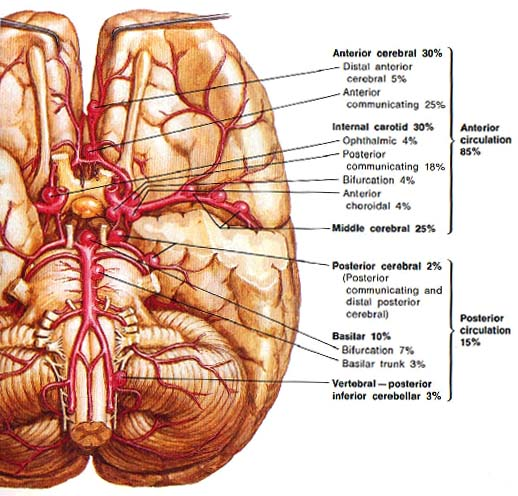 Anterior cerebral 30%
Distal anterior
cerebral 5%
Anterior
communicating 25%
Internal carotid 30%
Ophthalmic 4%
Posterior
communicating 18%
Bifurcation 4%
Anterior
choroidal 4%
Middle cerebral 25%
Anterior
circulation
85%
Posterior cerebral 2%
(Posterior
communicating and
distal posterior
cerebral)
Basilar 10%
Bifurcation 7%
Basilar trunk 3%
Vertebral — posterior
inferior cerebellar 3%
Posterior
circulation
15%